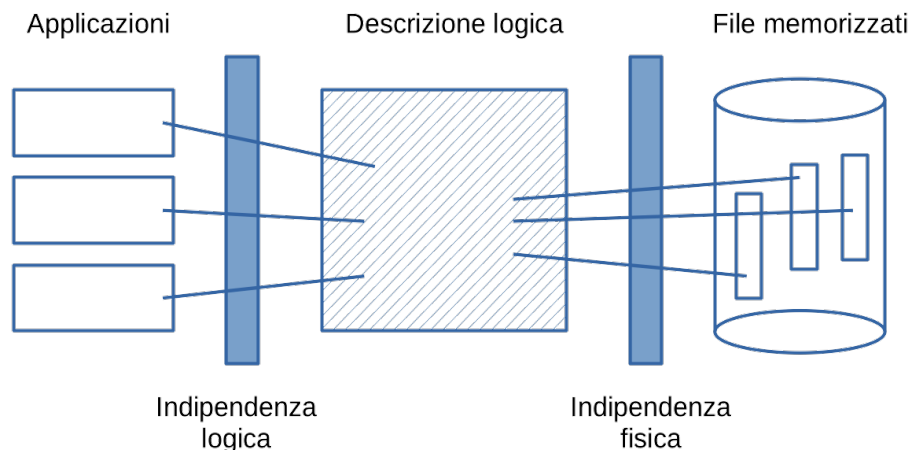 Applicazioni
Descrizione logica
File memorizzati
Indipendenza
logica
Indipendenza
fisica